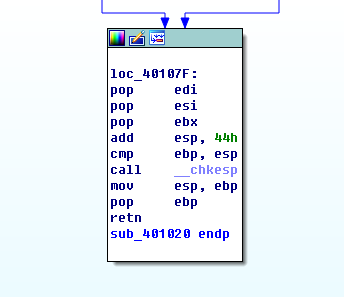 loc_40107F:
pop edi
pop esi
pop ebx
add esp, 44h
cmp ebp, esp
call __chkesp
mov esp, ebp
pop ebp
retn
sub_401020 endp